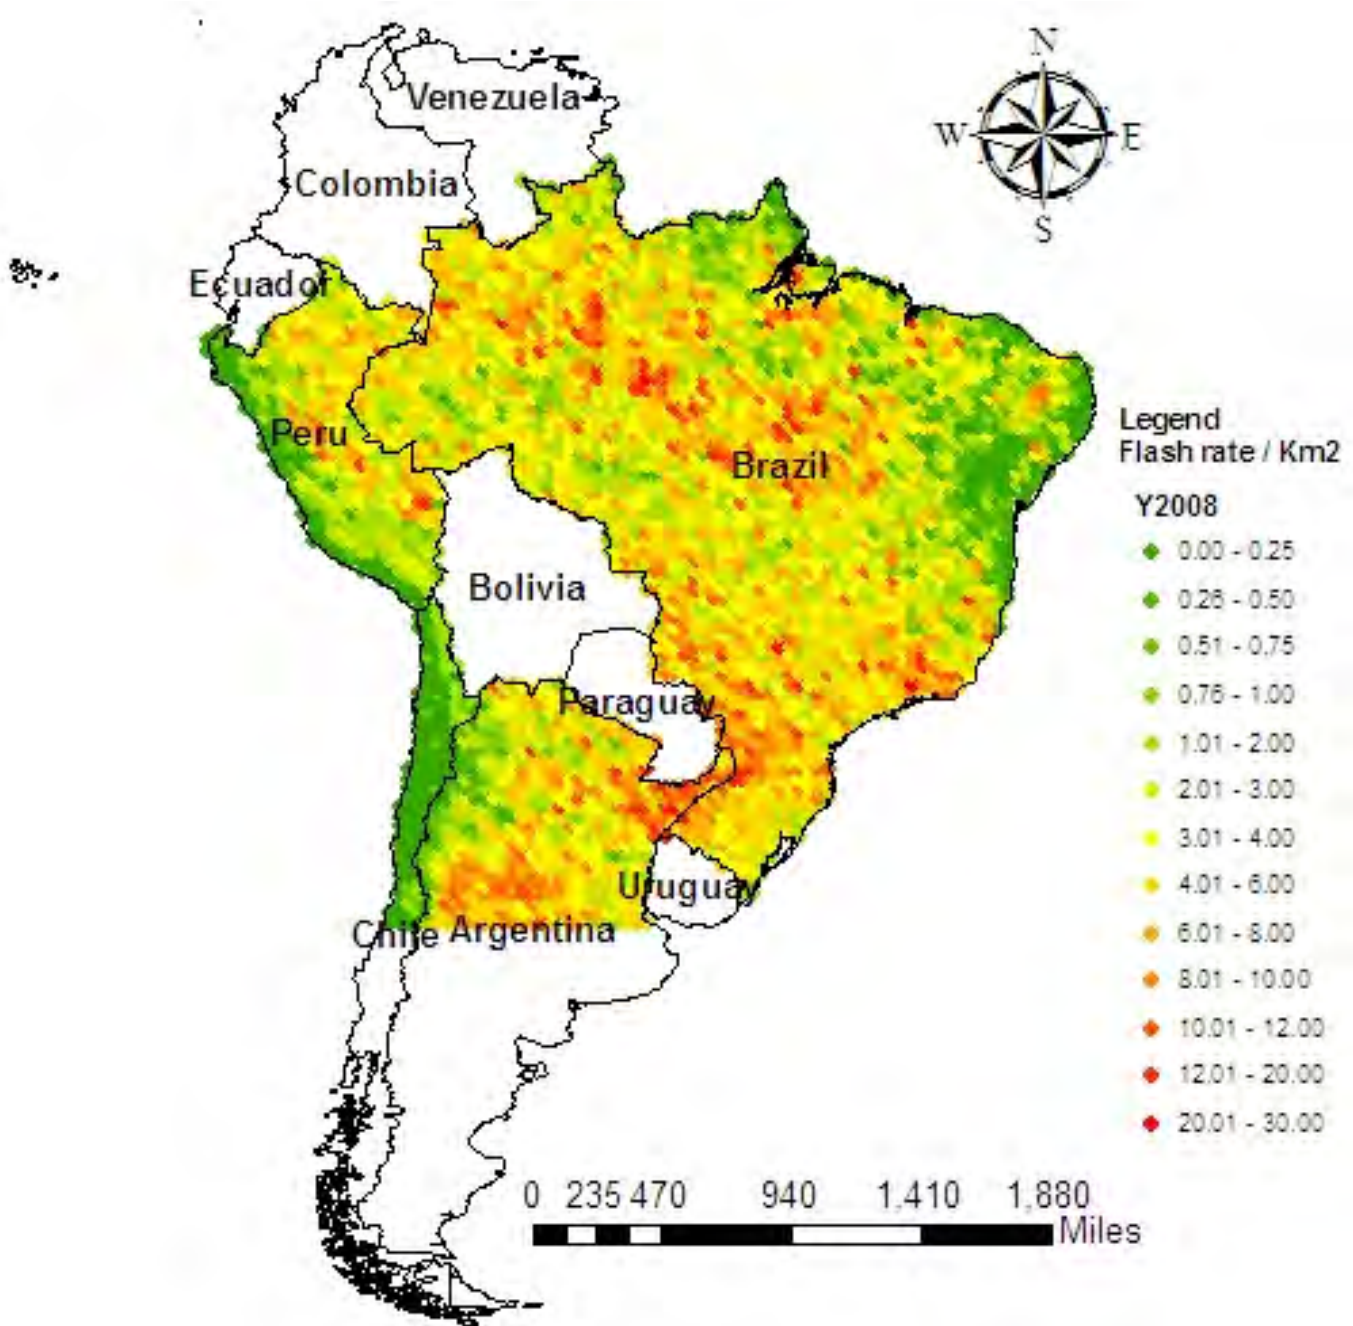 N
Venezuela
W
E
Colombia
S
Ecuador
Peru
Brazil
Legend
Flash rate / Km2
Y2008
0.00 - 0.25
0.26 - 0.50
0.51 - 0.75
0.76 - 1.00
1.01 - 2.00
2.01 - 3.00
3.01 - 4.00
4.01 - 6.00
6.01 - 8.00
8.01 - 10.00
10.01 - 12.00
12.01 - 20.00
20.01 - 30.00
Bolivia
Paraguay
Uruguay
Chile
Argentina
0 235 470 940 1,410 1,880
Miles